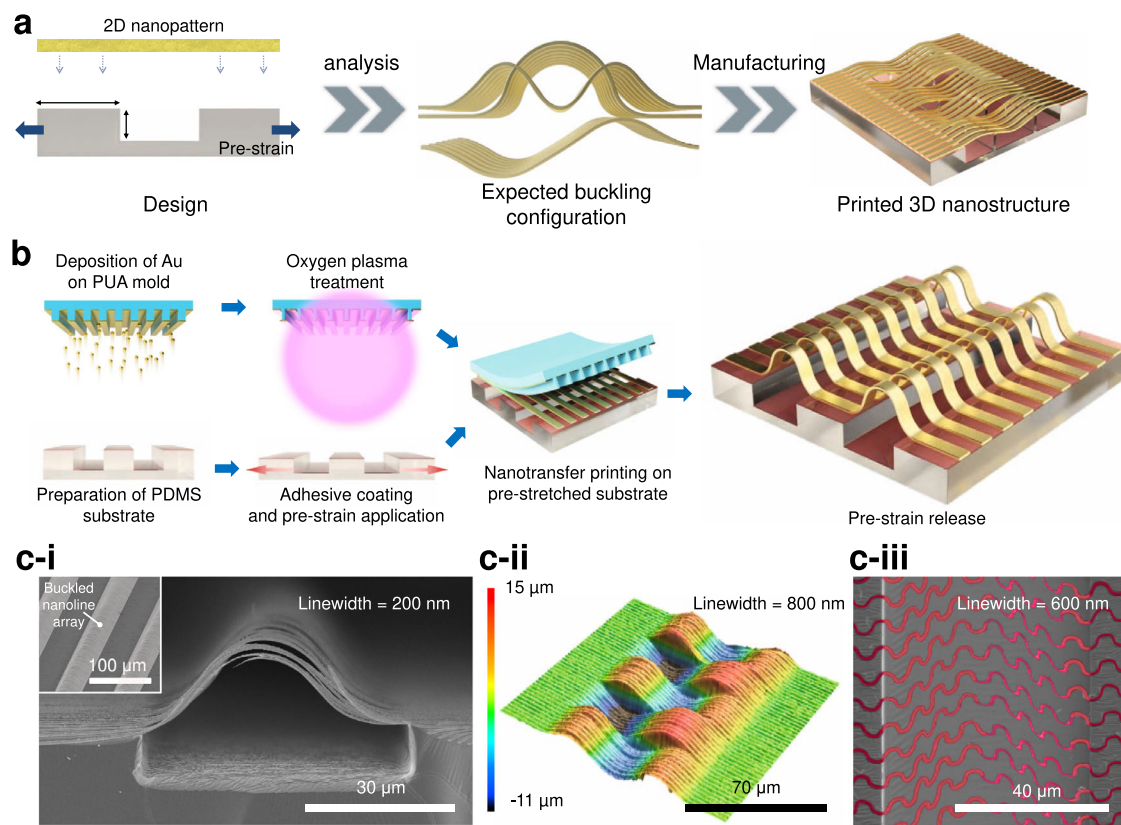 a
2D nanopattern
Pre-strain
Design
analysis
Expected buckling
configuration
Manufacturing
Printed 3D nanostructure
b
Deposition of Au
on PUA mold
Oxygen plasma
treatment
Preparation of PDMS
substrate
Adhesive coating
and pre-strain application
Nanotransfer printing on
pre-stretched substrate
Pre-strain release
c-i
Buckled
nanoline
array
100 µm
Linewidth = 200 nm
30 µm
c-ii
15 µm
-11 µm
Linewidth = 800 nm
70 µm
c-iii
Linewidth = 600 nm
40 µm